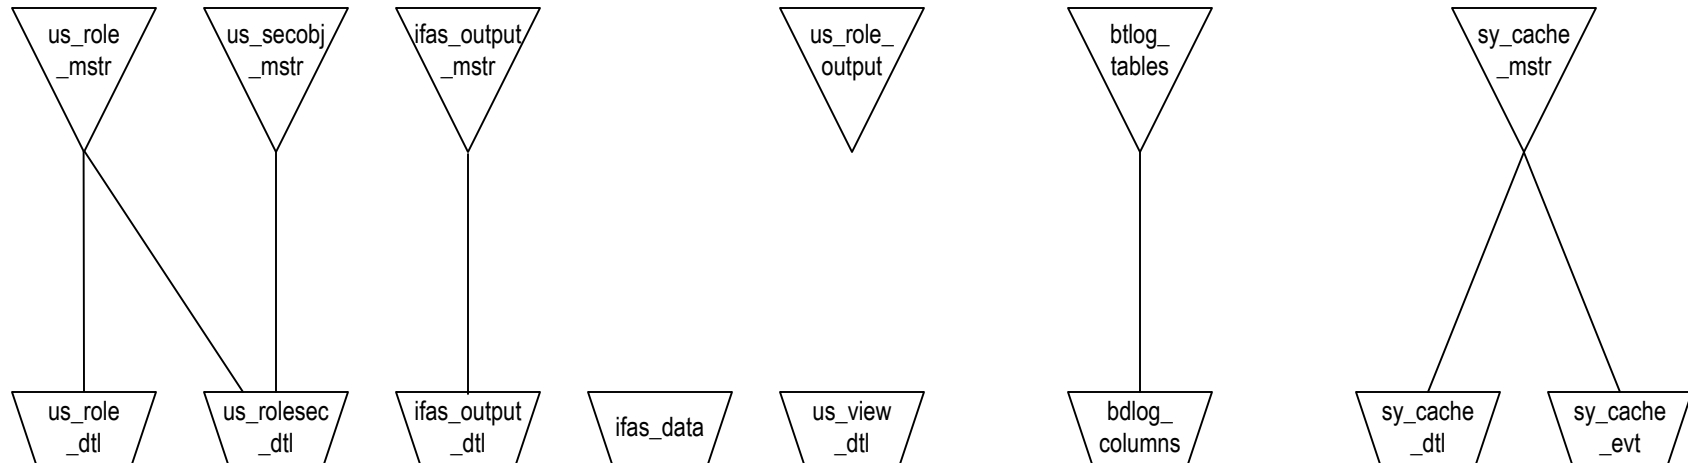 us_role
_mstr
us_secobj
_mstr
ifas_output
_mstr
us_role_
output
btlog_
tables
sy_cache
_mstr
us_role
_dtl
us_rolesec
_dtl
ifas_output
_dtl
ifas_data
us_view
_dtl
bdlog_
columns
sy_cache
_dtl
sy_cache
_evt